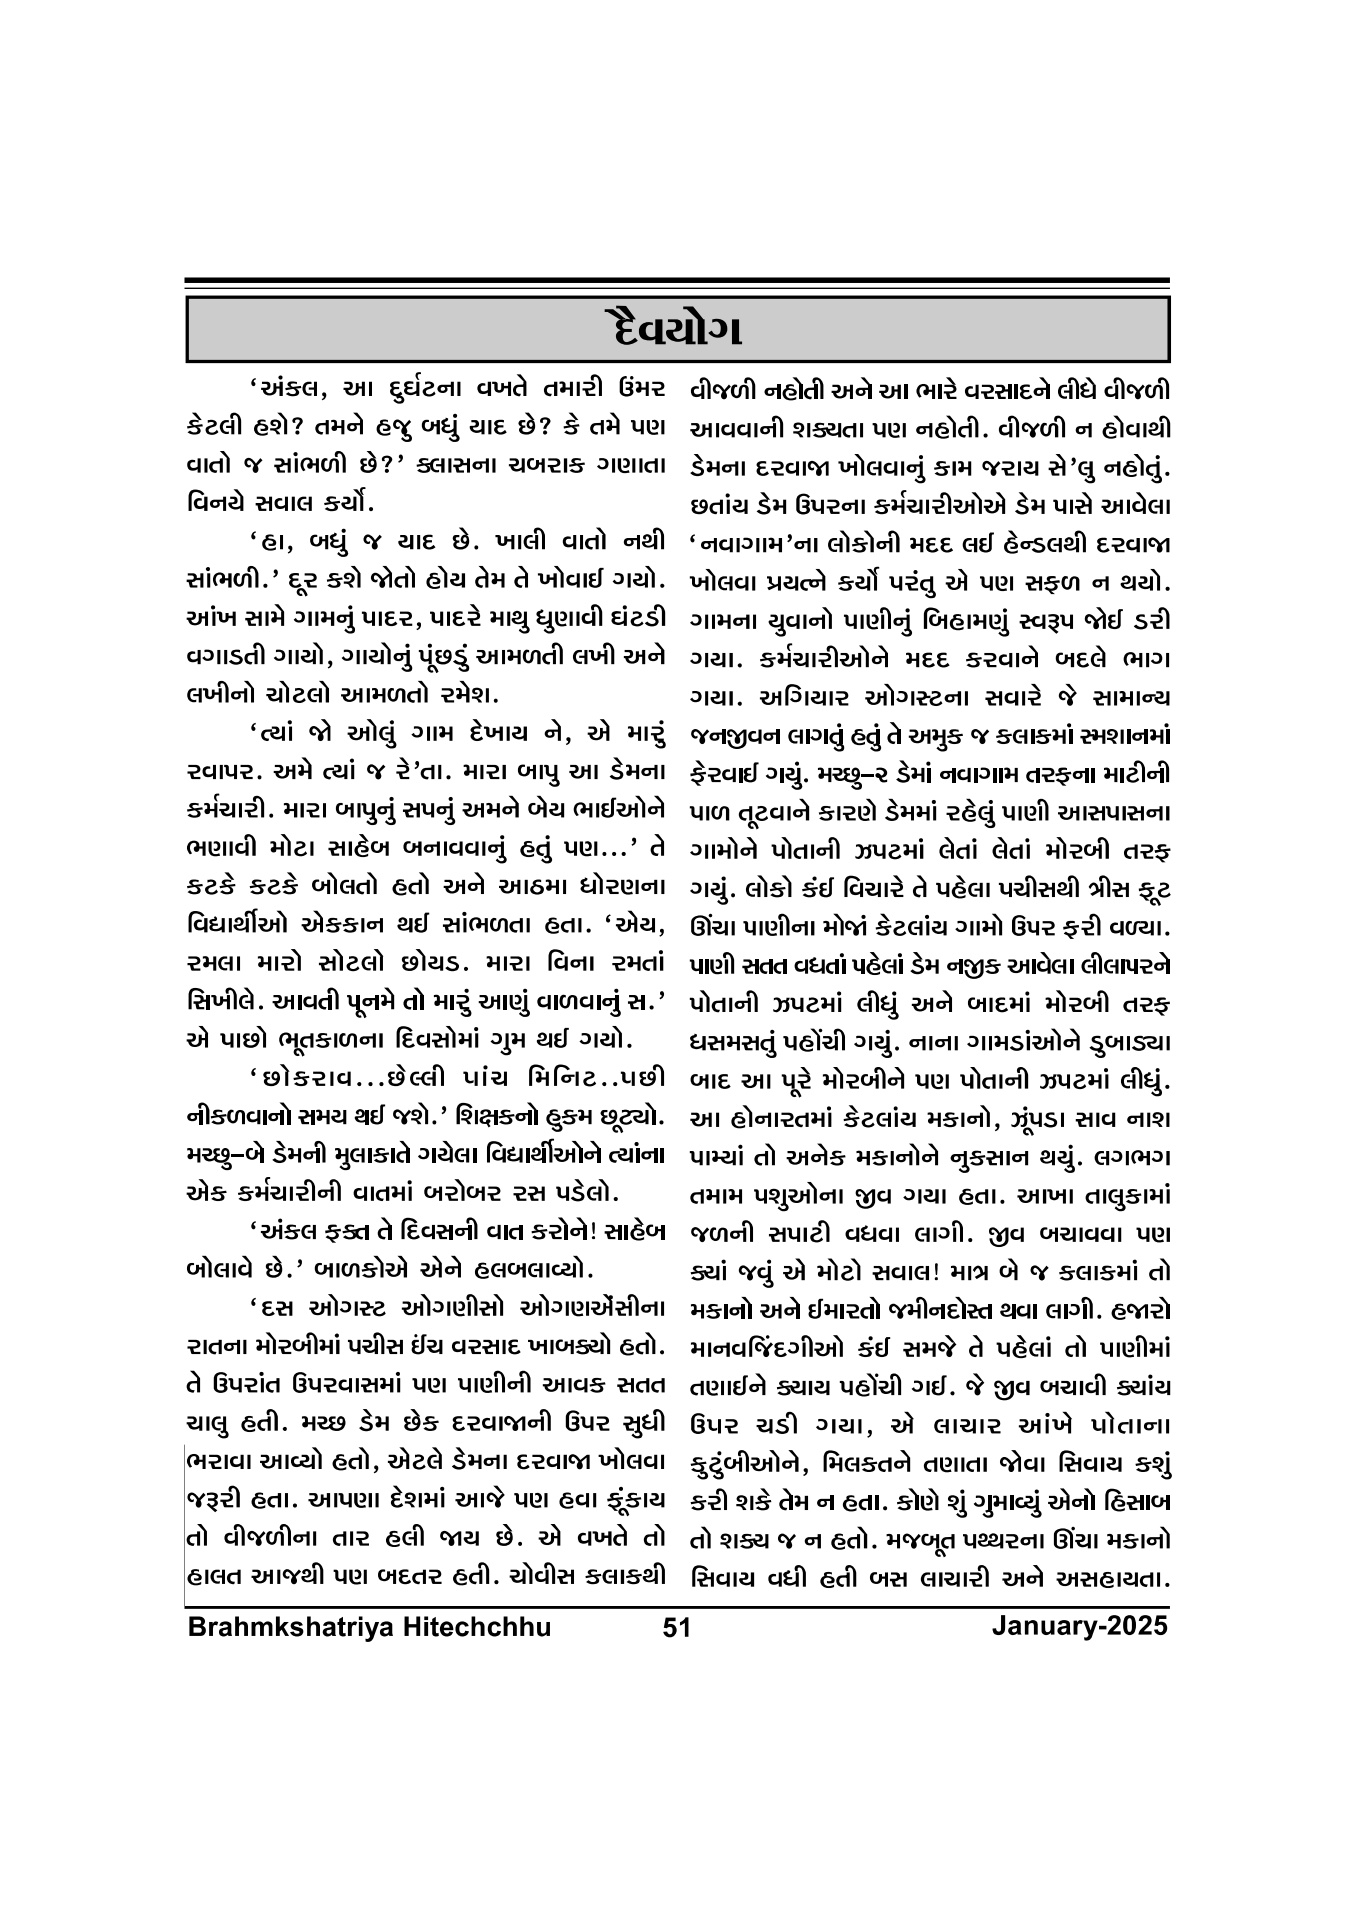 દૈવયોગ
‘અંકલ, આ દુર્ઘટના વખતે તમારી ઉંમર
કેટલી હશે? તમને હજુ બધું યાદ છે? કે તમે પણ
વાતો જ સાંભળી છે?’ ક્લાસના ચબરાક ગણાતા
વિનયે સવાલ કર્યો.
‘હા, બધું જ યાદ છે. ખાલી વાતો નથી
સાંભળી.’ દૂર કશે જોતો હોય તેમ તે ખોવાઈ ગયો.
આંખ સામે ગામનું પાદર, પાદરે માથુ ધુણાવી ઘંટડી
વગાડતી ગાયો, ગાયોનું પૂંછડું આમળતી લખી અને
લખીનો ચોટલો આમળતો રમેશ.
‘ત્યાં જો ઓલું ગામ દેખાય ને, એ મારું
રવાપર. અમે ત્યાં જ રે’તા. મારા બાપુ આ ડેમના
કર્મચારી. મારા બાપુનું સપનું અમને બેય ભાઈઓને
ભણાવી મોટા સાહેબ બનાવવાનું હતું પણ...’ તે
કટકે કટકે બોલતો હતો અને આઠમા ધોરણના
વિદ્યાર્થીઓ એકકાન થઈ સાંભળતા હતા. ‘એય,
રમલા મારો સોટલો છોયડ. મારા વિના રમતાં
સિખીલે. આવતી પૂનમે તો મારું આણું વાળવાનું સ.’
એ પાછો ભૂતકાળના દિવસોમાં ગુમ થઈ ગયો.
‘છોકરાવ...છેલ્લી પાંચ મિનિટ..પછી
નીકળવાનો સમય થઈ જશે.’ શિક્ષકનો હુકમ છૂટ્યો.
મચ્છુ–બે ડેમની મુલાકાતે ગયેલા વિદ્યાર્થીઓને ત્યાંના
એક કર્મચારીની વાતમાં બરોબર રસ પડેલો.
‘અંકલ ફક્ત તે દિવસની વાત કરોને! સાહેબ
બોલાવે છે.’ બાળકોએ એને હલબલાવ્યો.
‘દસ ઓગસ્ટ ઓગણીસો ઓગણએંસીના
રાતના મોરબીમાં પચીસ ઈંચ વરસાદ ખાબક્યો હતો.
તે ઉપરાંત ઉપરવાસમાં પણ પાણીની આવક સતત
ચાલુ હતી. મચ્છ ડેમ છેક દરવાજાની ઉપર સુધી
ભરાવા આવ્યો હતો, એટલે ડેમના દરવાજા ખોલવા
જરૂરી હતા. આપણા દેશમાં આજે પણ હવા ફૂંકાય
તો વીજળીના તાર હલી જાય છે. એ વખતે તો
હાલત આજથી પણ બદતર હતી. ચોવીસ કલાકથી
વીજળી નહોતી અને આ ભારે વરસાદને લીધે વીજળી
આવવાની શક્યતા પણ નહોતી. વીજળી ન હોવાથી
ડેમના દરવાજા ખોલવાનું કામ જરાય સે’લુ નહોતું.
છતાંય ડેમ ઉપરના કર્મચારીઓએ ડેમ પાસે આવેલા
‘નવાગામ’ના લોકોની મદદ લઈ હેન્ડલથી દરવાજા
ખોલવા પ્રયત્ને કર્યો પરંતુ એ પણ સફળ ન થયો.
ગામના યુવાનો પાણીનું બિહામણું સ્વરૂપ જોઈ ડરી
ગયા. કર્મચારીઓને મદદ કરવાને બદલે ભાગ
ગયા. અગિયાર ઓગસ્ટના સવારે જે સામાન્ય
જનજીવન લાગતું હતું તે અમુક જ કલાકમાં સ્મશાનમાં
ફેરવાઈ ગયું. મચ્છુ–૨ ડેમાં નવાગામ તરફના માટીની
પાળ તૂટવાને કારણે ડેમમાં રહેલું પાણી આસપાસના
ગામોને પોતાની ઝપટમાં લેતાં લેતાં મોરબી તરફ
ગયું. લોકો કંઈ વિચારે તે પહેલા પચીસથી ત્રીસ ફૂટ
ઊંચા પાણીના મોજાં કેટલાંય ગામો ઉપર ફરી વળ્યા.
પાણી સતત વધતાં પહેલાં ડેમ નજીક આવેલા લીલાપરને
પોતાની ઝપટમાં લીધું અને બાદમાં મોરબી તરફ
ધસમસતું પહોંચી ગયું. નાના ગામડાંઓને ડુબાડ્યા
બાદ આ પૂરે મોરબીને પણ પોતાની ઝપટમાં લીધું.
આ હોનારતમાં કેટલાંય મકાનો, ઝૂંપડા સાવ નાશ
પામ્યાં તો અનેક મકાનોને નુકસાન થયું. લગભગ
તમામ પશુઓના જીવ ગયા હતા. આખા તાલુકામાં
જળની સપાટી વધવા લાગી. જીવ બચાવવા પણ
ક્યાં જવું એ મોટો સવાલ! માત્ર બે જ કલાકમાં તો
મકાનો અને ઈમારતો જમીનદોસ્ત થવા લાગી. હજારો
માનવજિંદગીઓ કંઈ સમજે તે પહેલાં તો પાણીમાં
તણાઈને ક્યાય પહોંચી ગઈ. જે જીવ બચાવી ક્યાંય
ઉપર ચડી ગયા, એ લાચાર આંખે પોતાના
કુટુંબીઓને, મિલકતને તણાતા જોવા સિવાય કશું
કરી શકે તેમ ન હતા. કોણે શું ગુમાવ્યું એનો હિસાબ
તો શક્ય જ ન હતો. મજબૂત પથ્થરના ઊંચા મકાનો
સિવાય વધી હતી બસ લાચારી અને અસહાયતા.
Brahmkshatriya Hitechchhu 51 January-2025